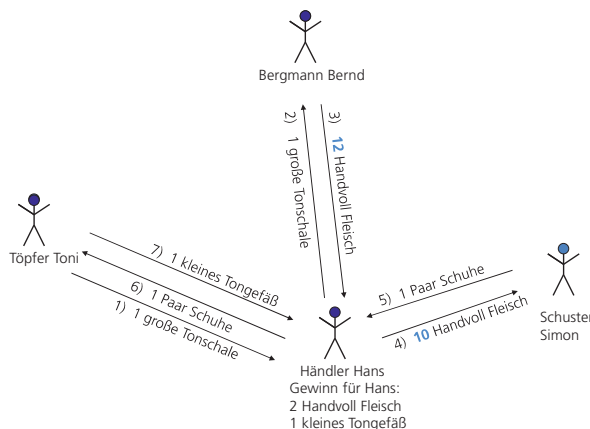 Bergmann Bernd
2) 1 große Tonschale
3) 12 Handvoll Fleisch
Töpfer Toni
7) 1 kleines Tongefäß
6) 1 Paar Schuhe
1) 1 große Tonschale
5) 1 Paar Schuhe
4) 10 Handvoll Fleisch
Schuster
Simon
Händler Hans
Gewinn für Hans:
2 Handvoll Fleisch
1 kleines Tongefäß